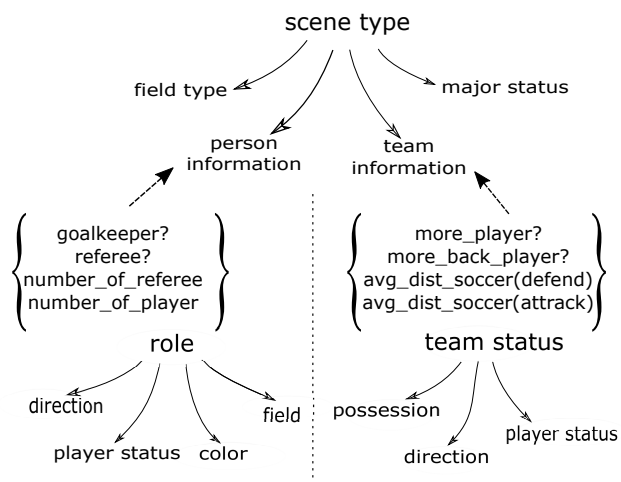 scene type
field type
major status
person
information
team
information
goalkeeper?
referee?
number_of_referee
number_of_player
more_player?
more_back_player?
avg_dist_soccer(defend)
avg_dist_soccer(attrack)
role
team status
direction
field
player status
color
possession
direction
player status